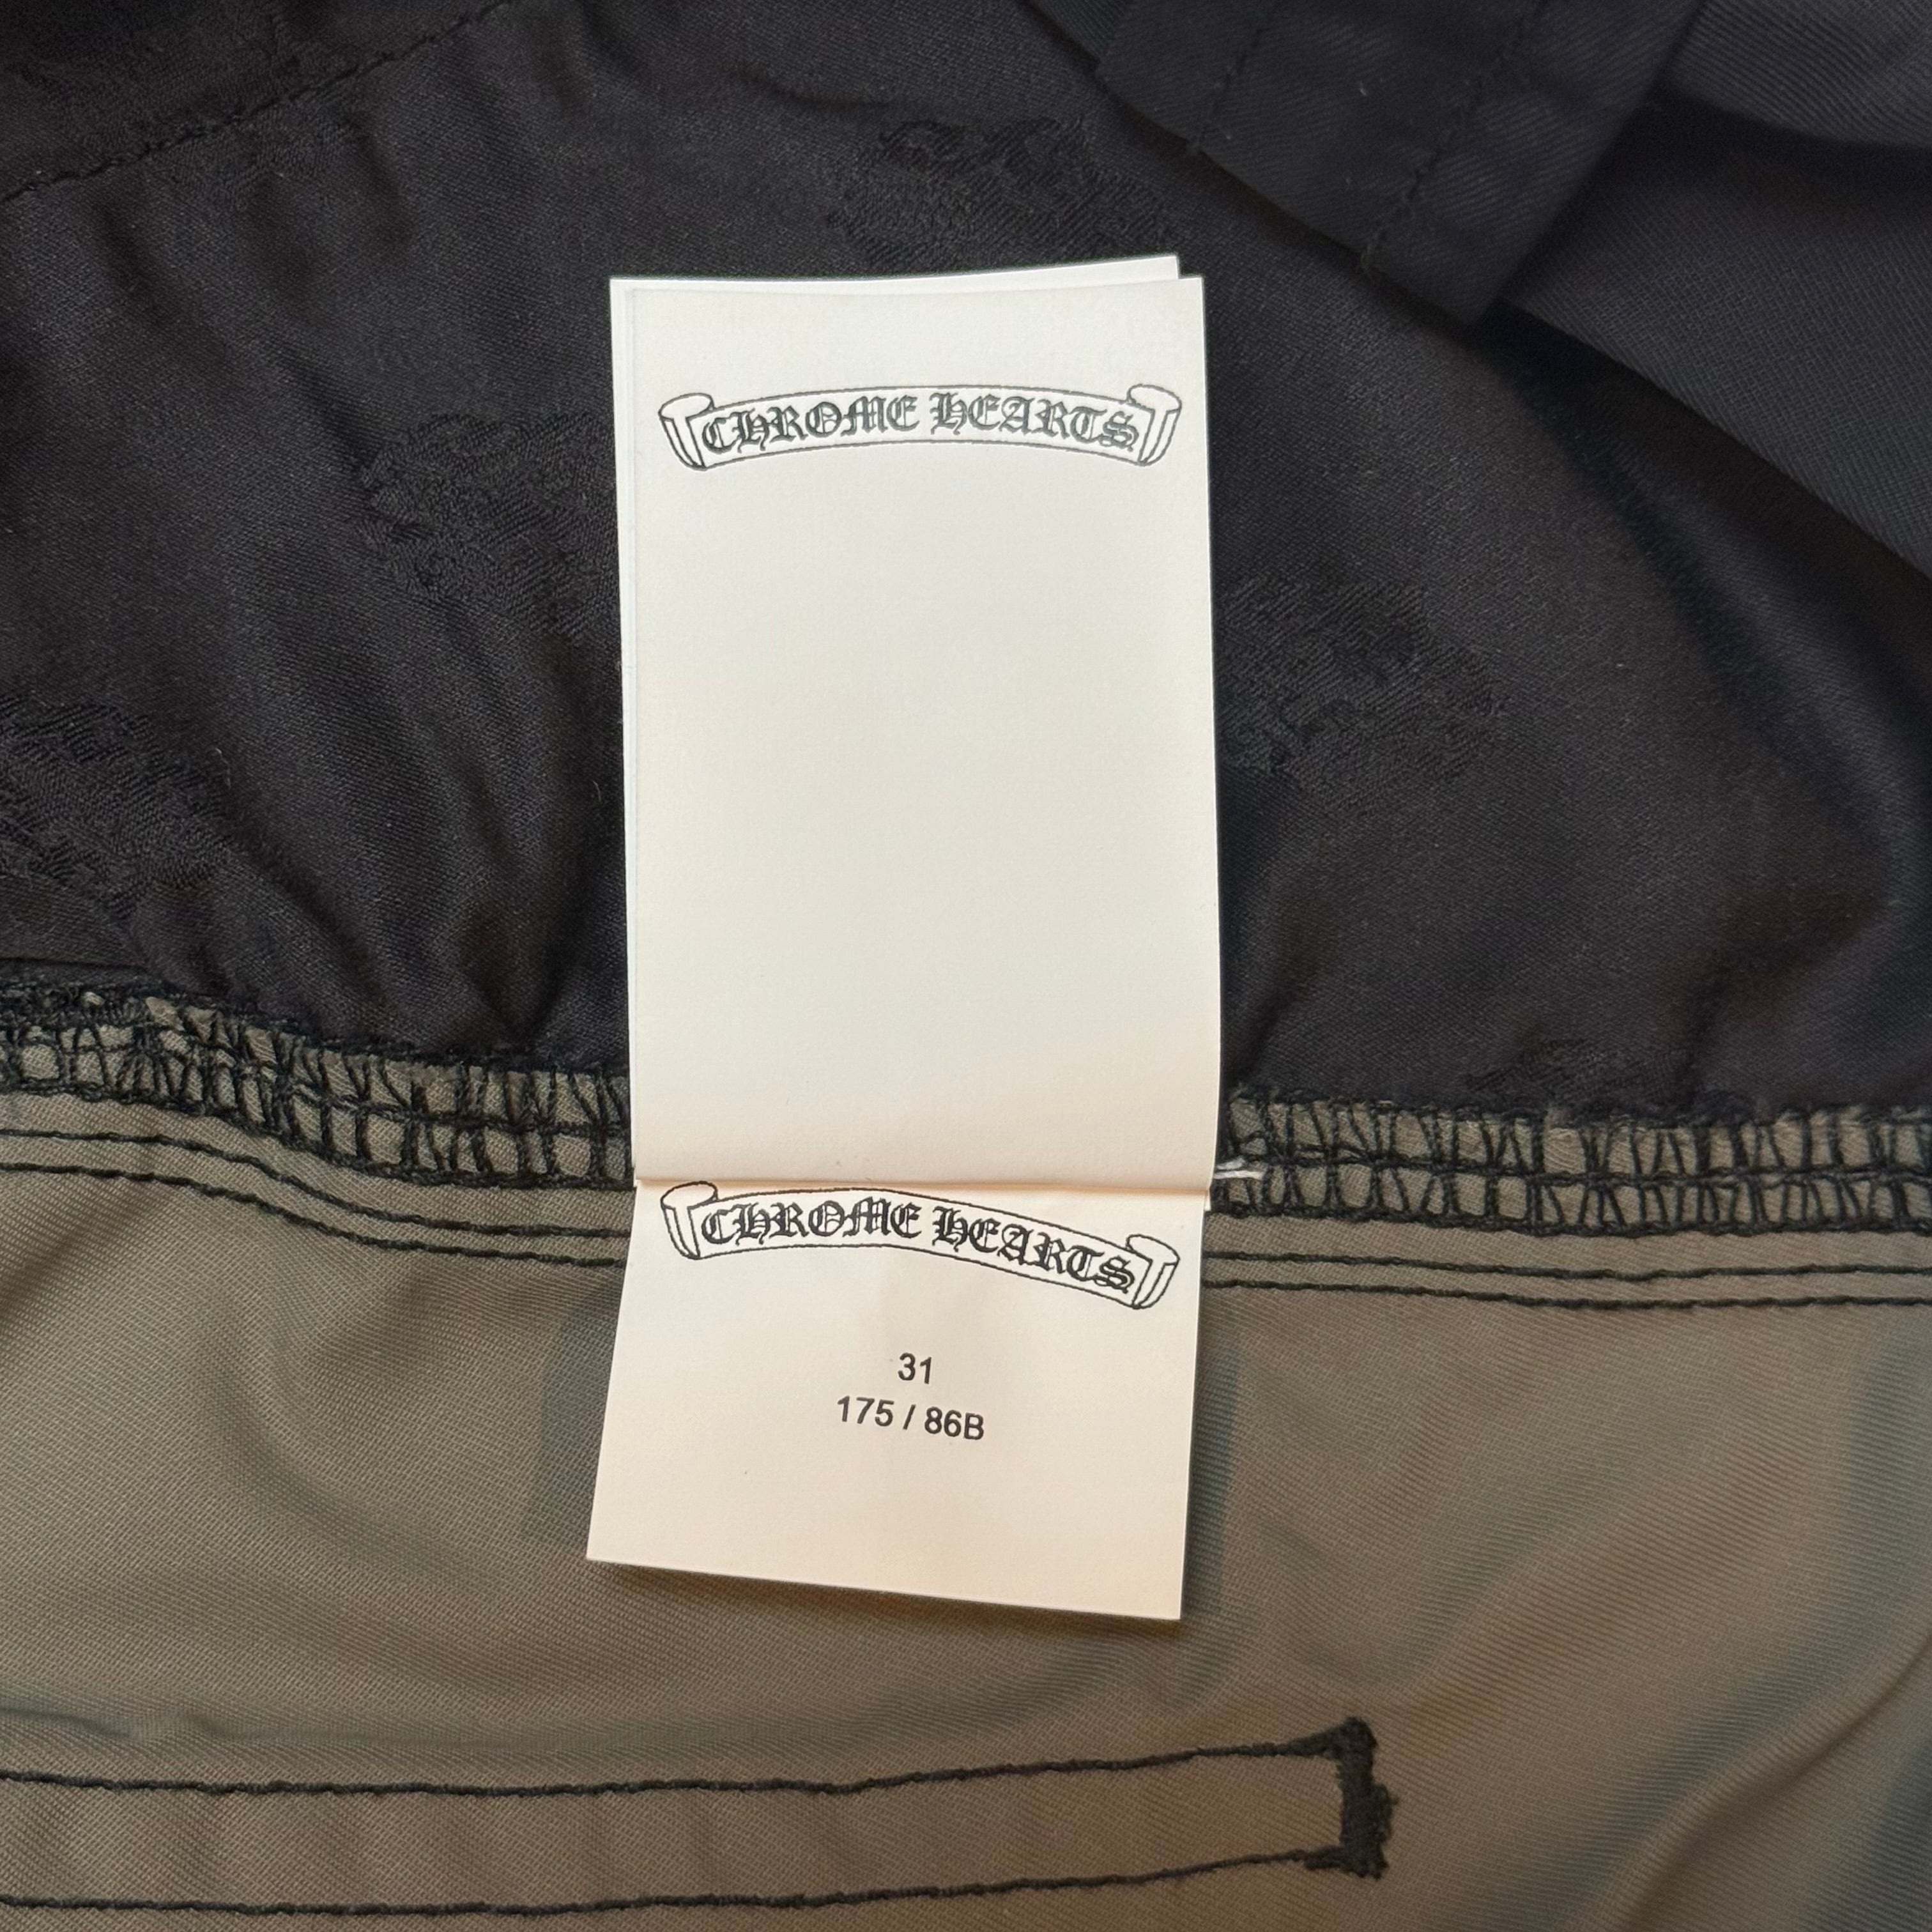 CHROME HEARTS
CHROME HEARTS
31
175 / 86B